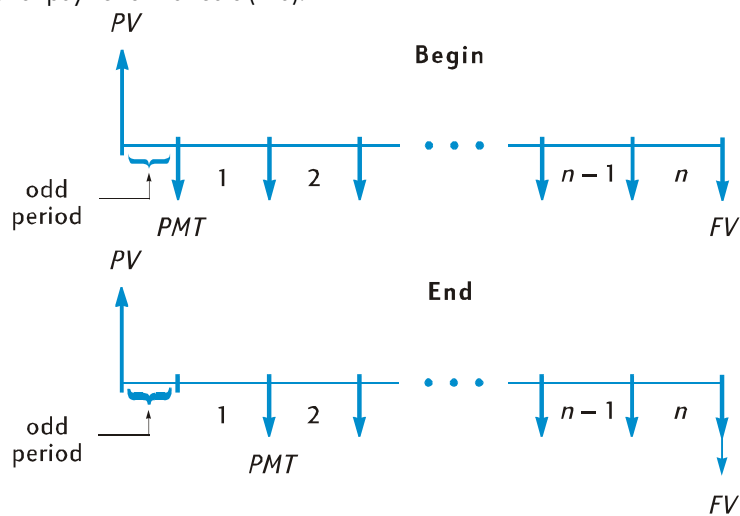 PV
Begin
1 2 n – 1 n
odd
period
PMT FV
PV
End
1 2 n – 1 n
odd
period
PMT
FV